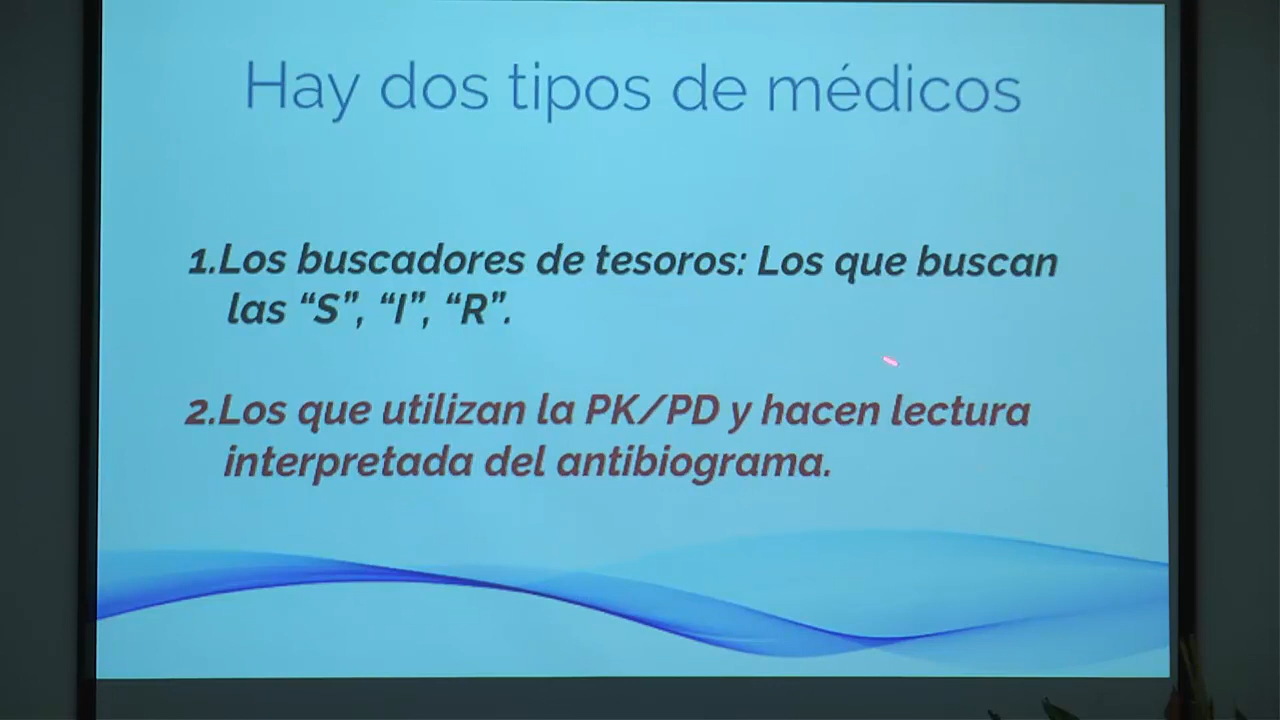 Hay dos tipos de médicos
1.Los buscadores de tesoros: Los que buscan
las “S”, “I”, “R”.
2.Los que utilizan la PK/PD y hacen lectura
interpretada del antibiograma.